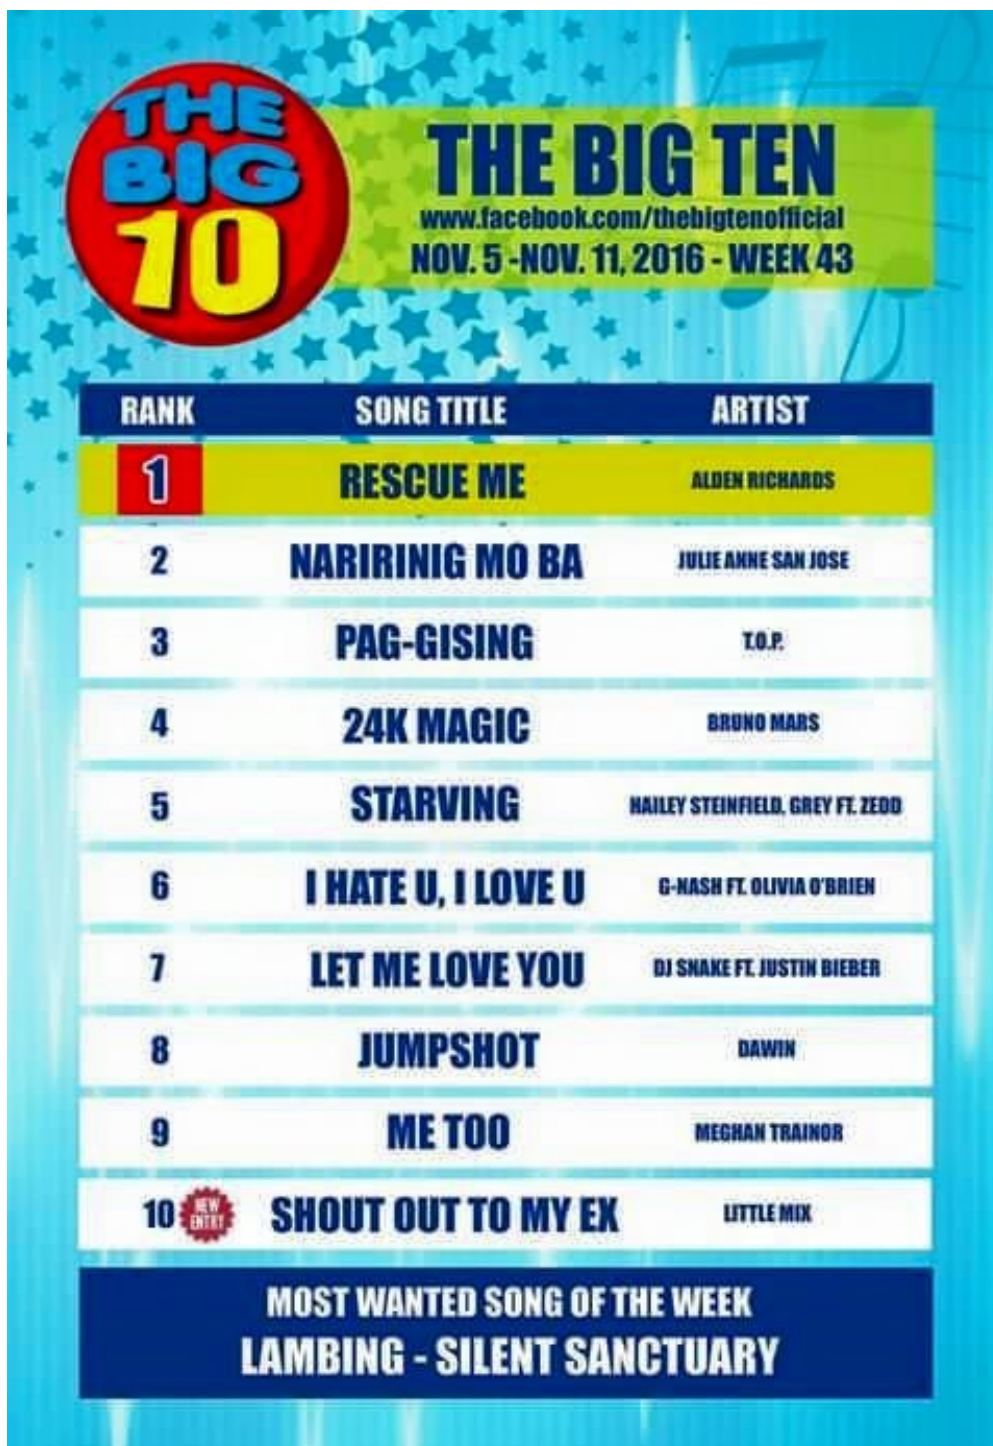 THE
BIG
10
THE BIG TEN
www.facebook.com/thebigtenofficial
NOV. 5 -NOV. 11, 2016 - WEEK 43
RANK SONG TITLE ARTIST
1 RESCUE ME ALDEN RICHARDS
2 NARIRINIG MO BA JULIE ANNE SAN JOSE
3 PAG-GISING T.O.P.
4 24K MAGIC BRUNO MARS
5 STARVING HAILEY STEINFIELD, GREY FT. ZEDD
6 I HATE U, I LOVE U G-NASH FT. OLIVIA O'BRIEN
7 LET ME LOVE YOU DJ SNAKE FT. JUSTIN BIEBER
8 JUMPSHOT DAWIN
9 ME TOO MEGHAN TRAINOR
10 NEW ENTRY SHOUT OUT TO MY EX LITTLE MIX
MOST WANTED SONG OF THE WEEK
LAMBING - SILENT SANCTUARY